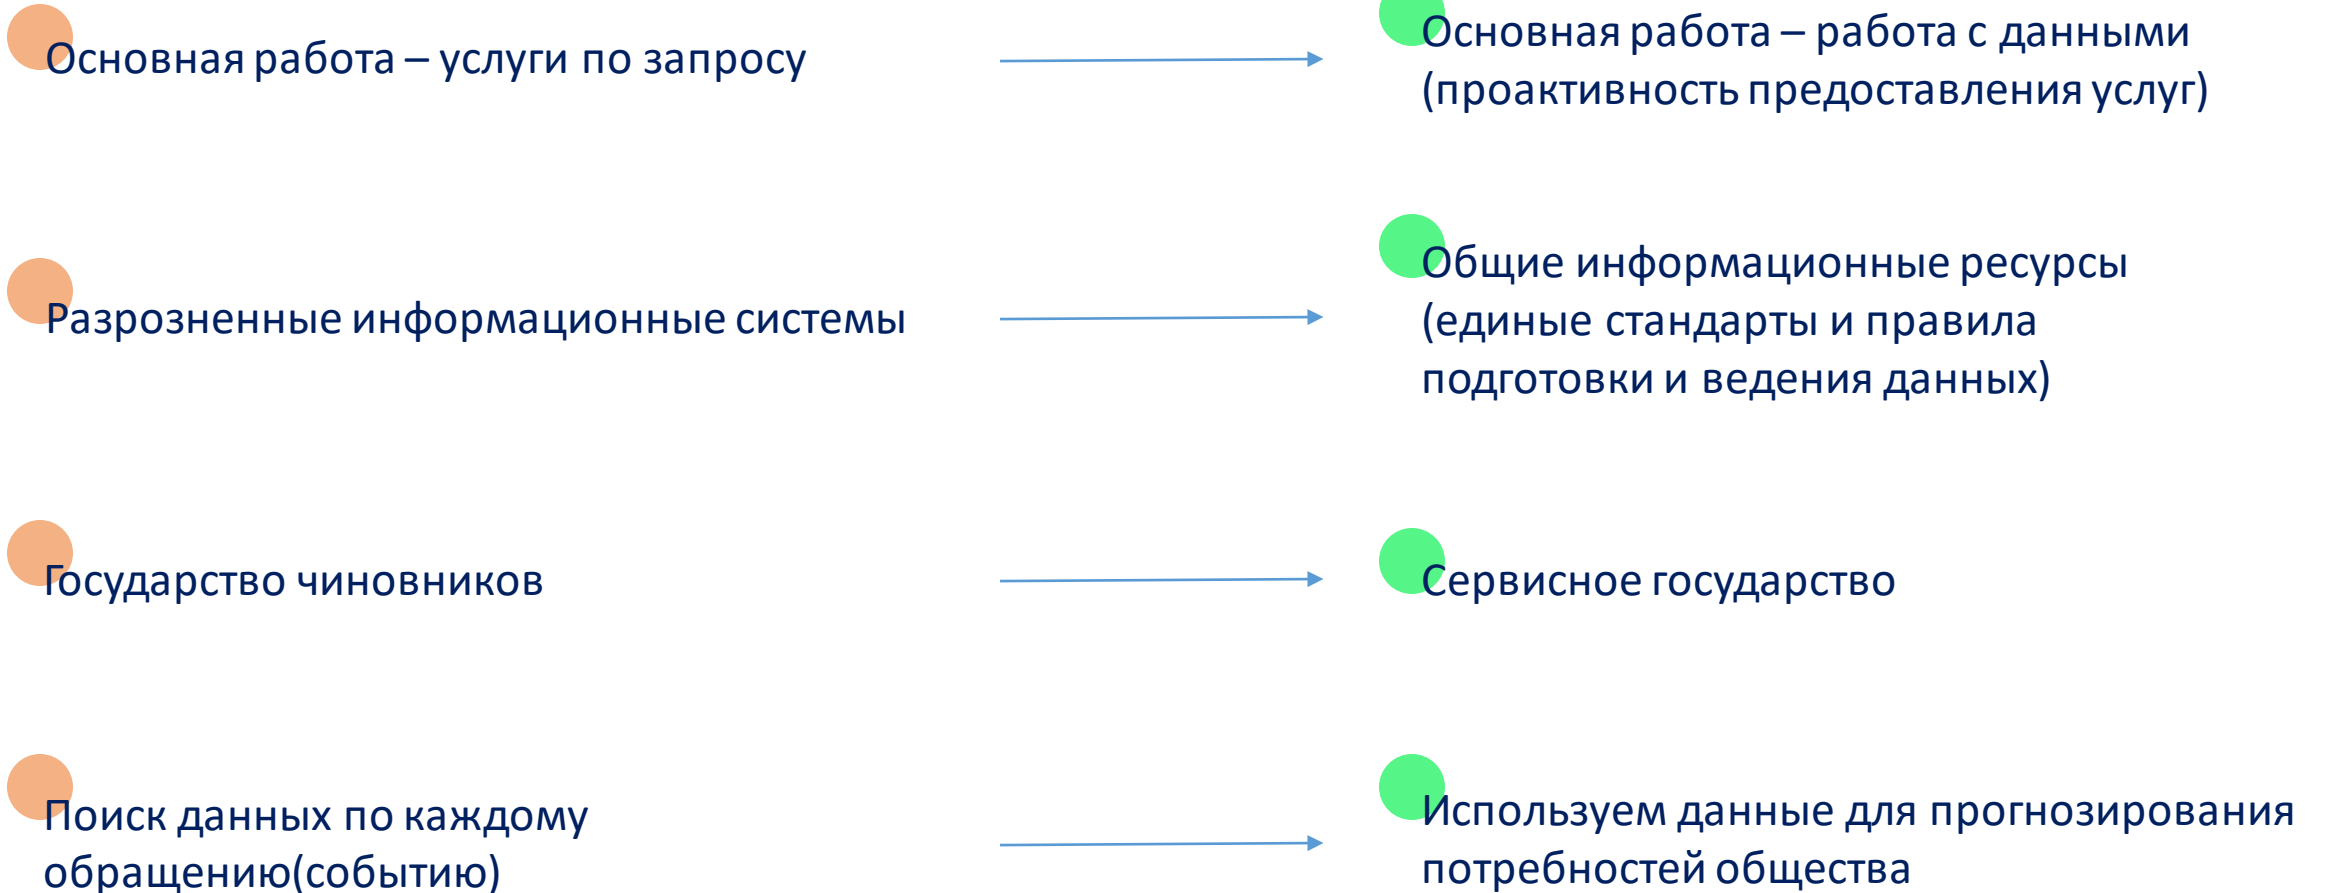 Основная работа – услуги по запросу
Основная работа – работа с данными
(проактивность предоставления услуг)
Разрозненные информационные системы
Общие информационные ресурсы
(единые стандарты и правила
подготовки и ведения данных)
Государство чиновников
Сервисное государство
Поиск данных по каждому
обращению(событию)
Используем данные для прогнозирования
потребностей общества